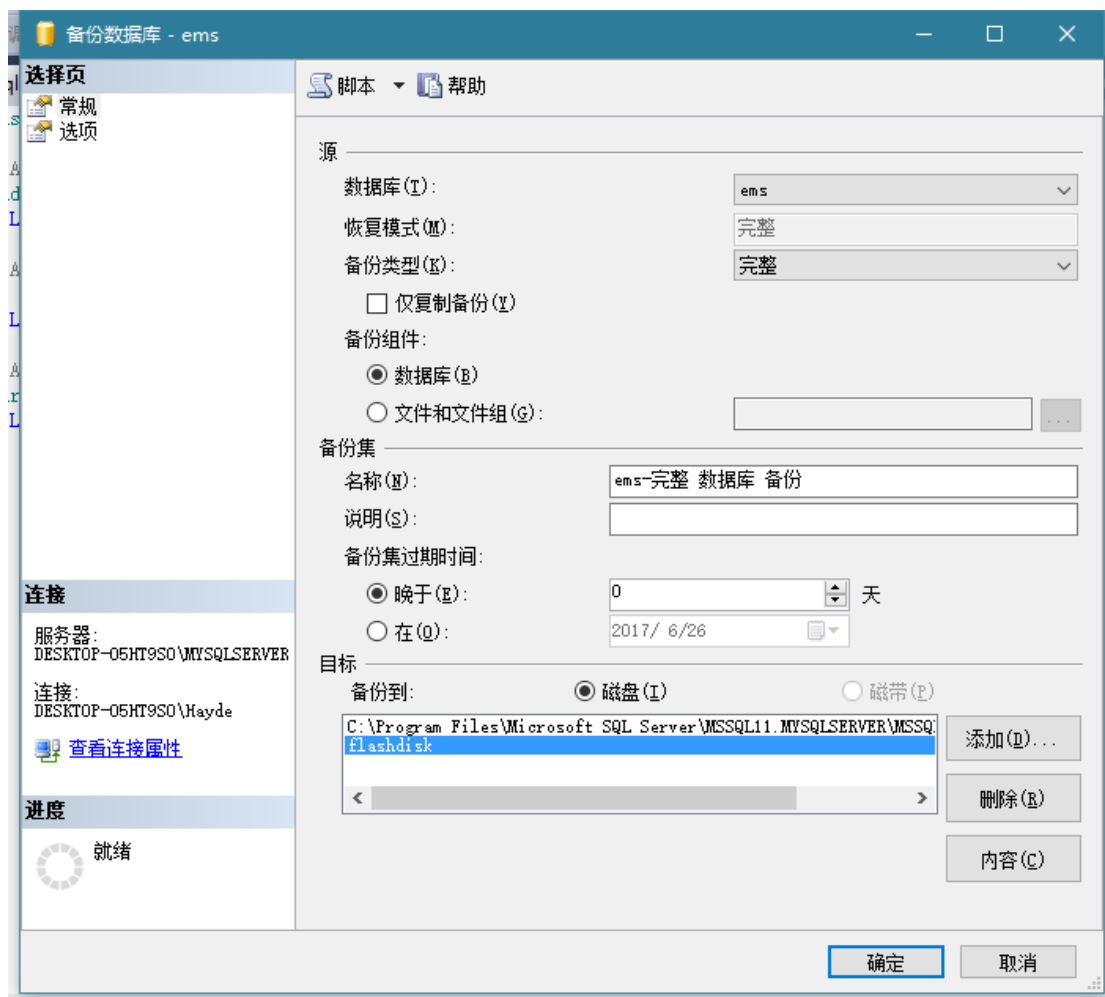 备份数据库 - ems
选择页
常规
选项
脚本 帮助
源
数据库(T): ems
恢复模式(M): 完整
备份类型(K): 完整
仅复制备份(Y)
备份组件:
数据库(B)
文件和文件组(G): ...
备份集
名称(N): ems-完整 数据库 备份
说明(S):
备份集过期时间:
晚于(E): 0 天
在(O): 2017/ 6/26
目标
备份到: 磁盘(I) 磁带(P)
C:\Program Files\Microsoft SQL Server\MSSQL11.MYSQLSERVER\MSSQ
flashdisk
添加(D)...
删除(R)
内容(C)
连接
服务器:
DESKTOP-05HT9S0\MYSQLSERVER
连接:
DESKTOP-05HT9S0\Hayde
查看连接属性
进度
就绪
确定 取消